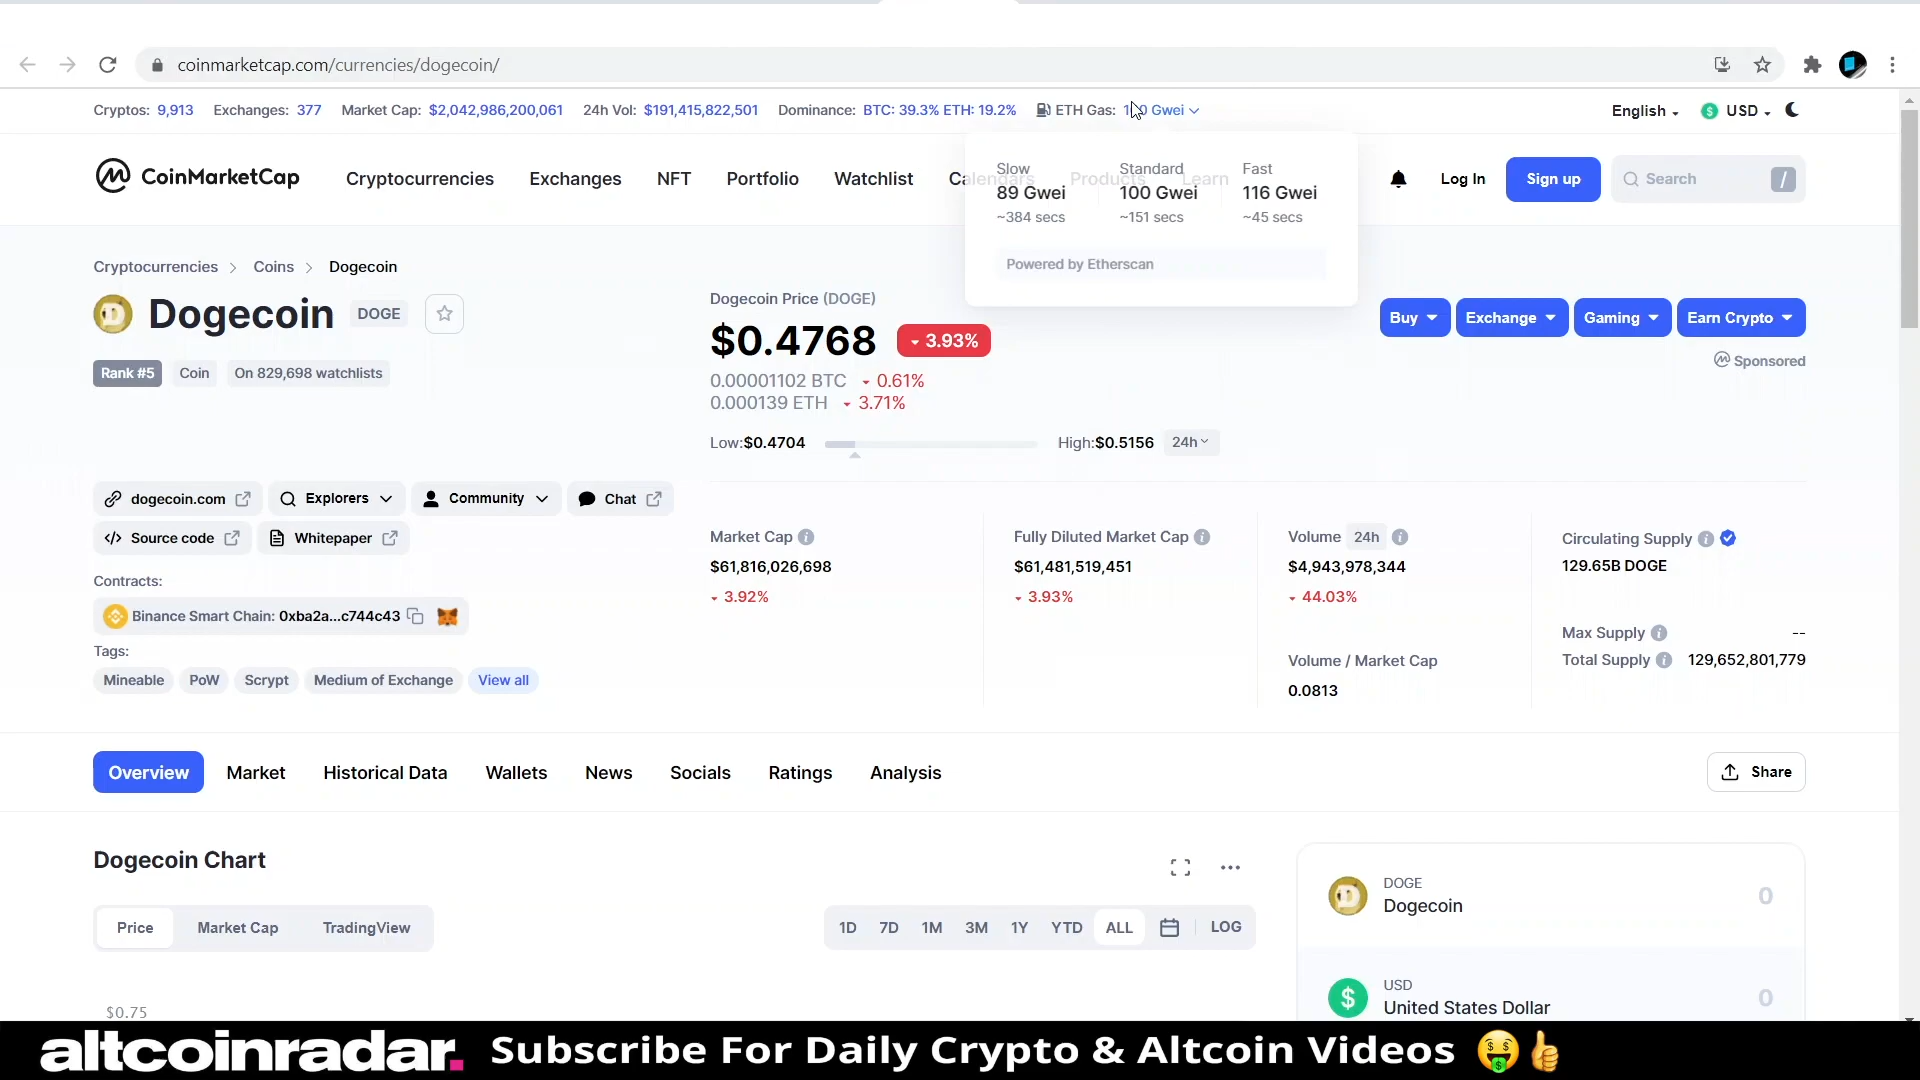 coinmarketcap.com/currencies/dogecoin/
Cryptos: 9,913 Exchanges: 377 Market Cap: $2,042,986,200,061 24h Vol: $191,415,822,501 Dominance: BTC: 39.3% ETH: 19.2% ETH Gas: Gwei English USD
CoinMarketCap Cryptocurrencies Exchanges NFT Portfolio Watchlist Calendars Products Learn Log In Sign up Search /
Slow Standard Fast
89 Gwei 100 Gwei 116 Gwei
~384 secs ~151 secs ~45 secs
Powered by Etherscan
Cryptocurrencies > Coins > Dogecoin
Dogecoin DOGE
Rank #5 Coin On 829,698 watchlists
Dogecoin Price (DOGE)
$0.4768 3.93%
0.00001102 BTC 0.61%
0.000139 ETH 3.71%
Low:$0.4704 High:$0.5156 24h
Buy Exchange Gaming Earn Crypto
Sponsored
dogecoin.com Explorers Community Chat
Source code Whitepaper
Contracts:
Binance Smart Chain: 0xba2a...c744c43
Tags:
Mineable PoW Scrypt Medium of Exchange View all
Market Cap
$61,816,026,698
3.92%
Fully Diluted Market Cap
$61,481,519,451
3.93%
Volume 24h
$4,943,978,344
44.03%
Volume / Market Cap
0.0813
Circulating Supply
129.65B DOGE
Max Supply --
Total Supply 129,652,801,779
Overview Market Historical Data Wallets News Socials Ratings Analysis Share
Dogecoin Chart
Price Market Cap TradingView 1D 7D 1M 3M 1Y YTD ALL LOG
$0.75
DOGE
Dogecoin 0
USD
United States Dollar 0
altcoinradar. Subscribe For Daily Crypto & Altcoin Videos